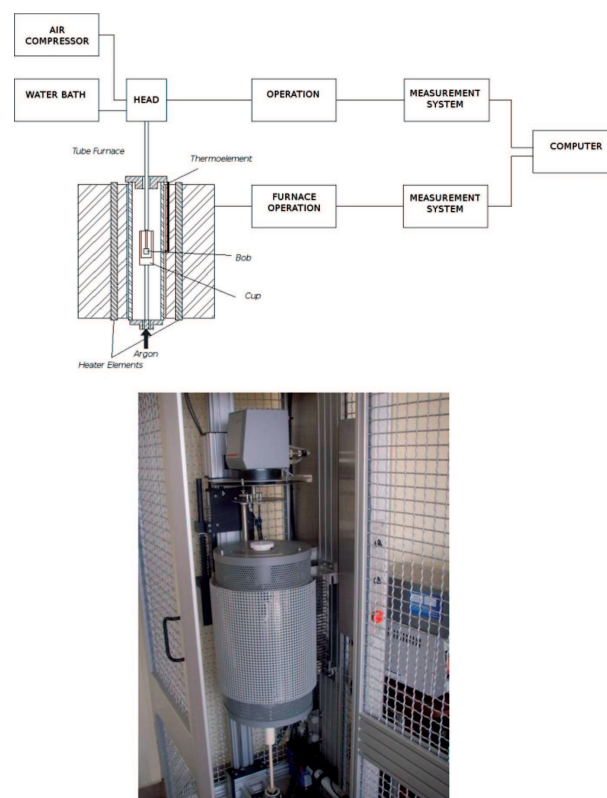 AIR
COMPRESSOR
WATER BATH
HEAD
OPERATION
MEASUREMENT
SYSTEM
COMPUTER
Tube Furnace
Thermoelement
FURNACE
OPERATION
MEASUREMENT
SYSTEM
Bob
Cup
Argon
Heater Elements